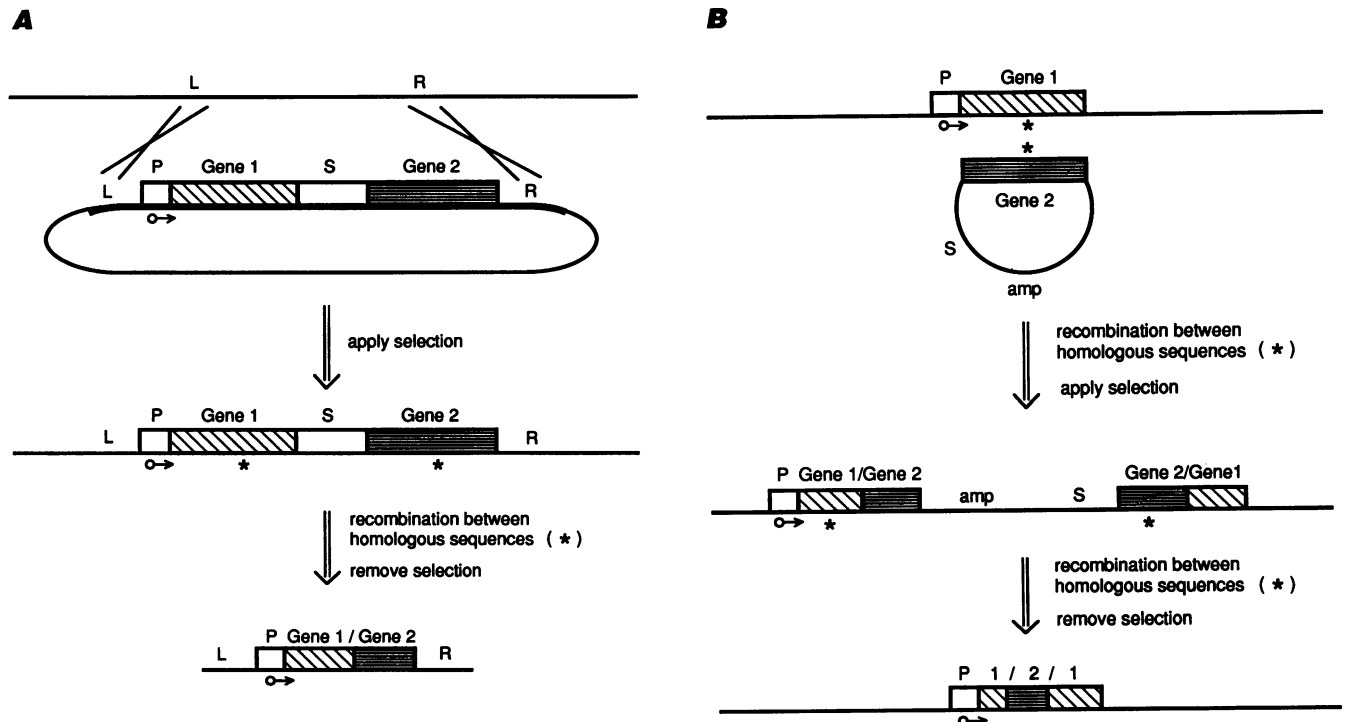 A
L R
P Gene 1 S Gene 2
L R
apply selection
P Gene 1 S Gene 2
L R
* *
recombination between
homologous sequences ( * )
remove selection
P Gene 1 / Gene 2
L R
B
P Gene 1
*
*
Gene 2
S
amp
recombination between
homologous sequences ( * )
apply selection
P Gene 1/Gene 2 amp S Gene 2/Gene1
* *
recombination between
homologous sequences ( * )
remove selection
P 1 / 2 / 1